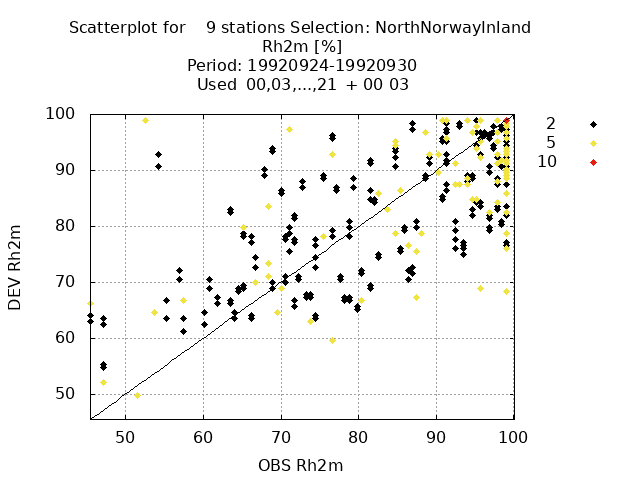 Scatterplot for 9 stations Selection: NorthNorwayInland
Rh2m [%]
Period: 19920924-19920930
Used 00,03,...,21 + 00 03
100
90
80
70
60
50
DEV Rh2m
50 60 70 80 90 100
OBS Rh2m
2
5
10